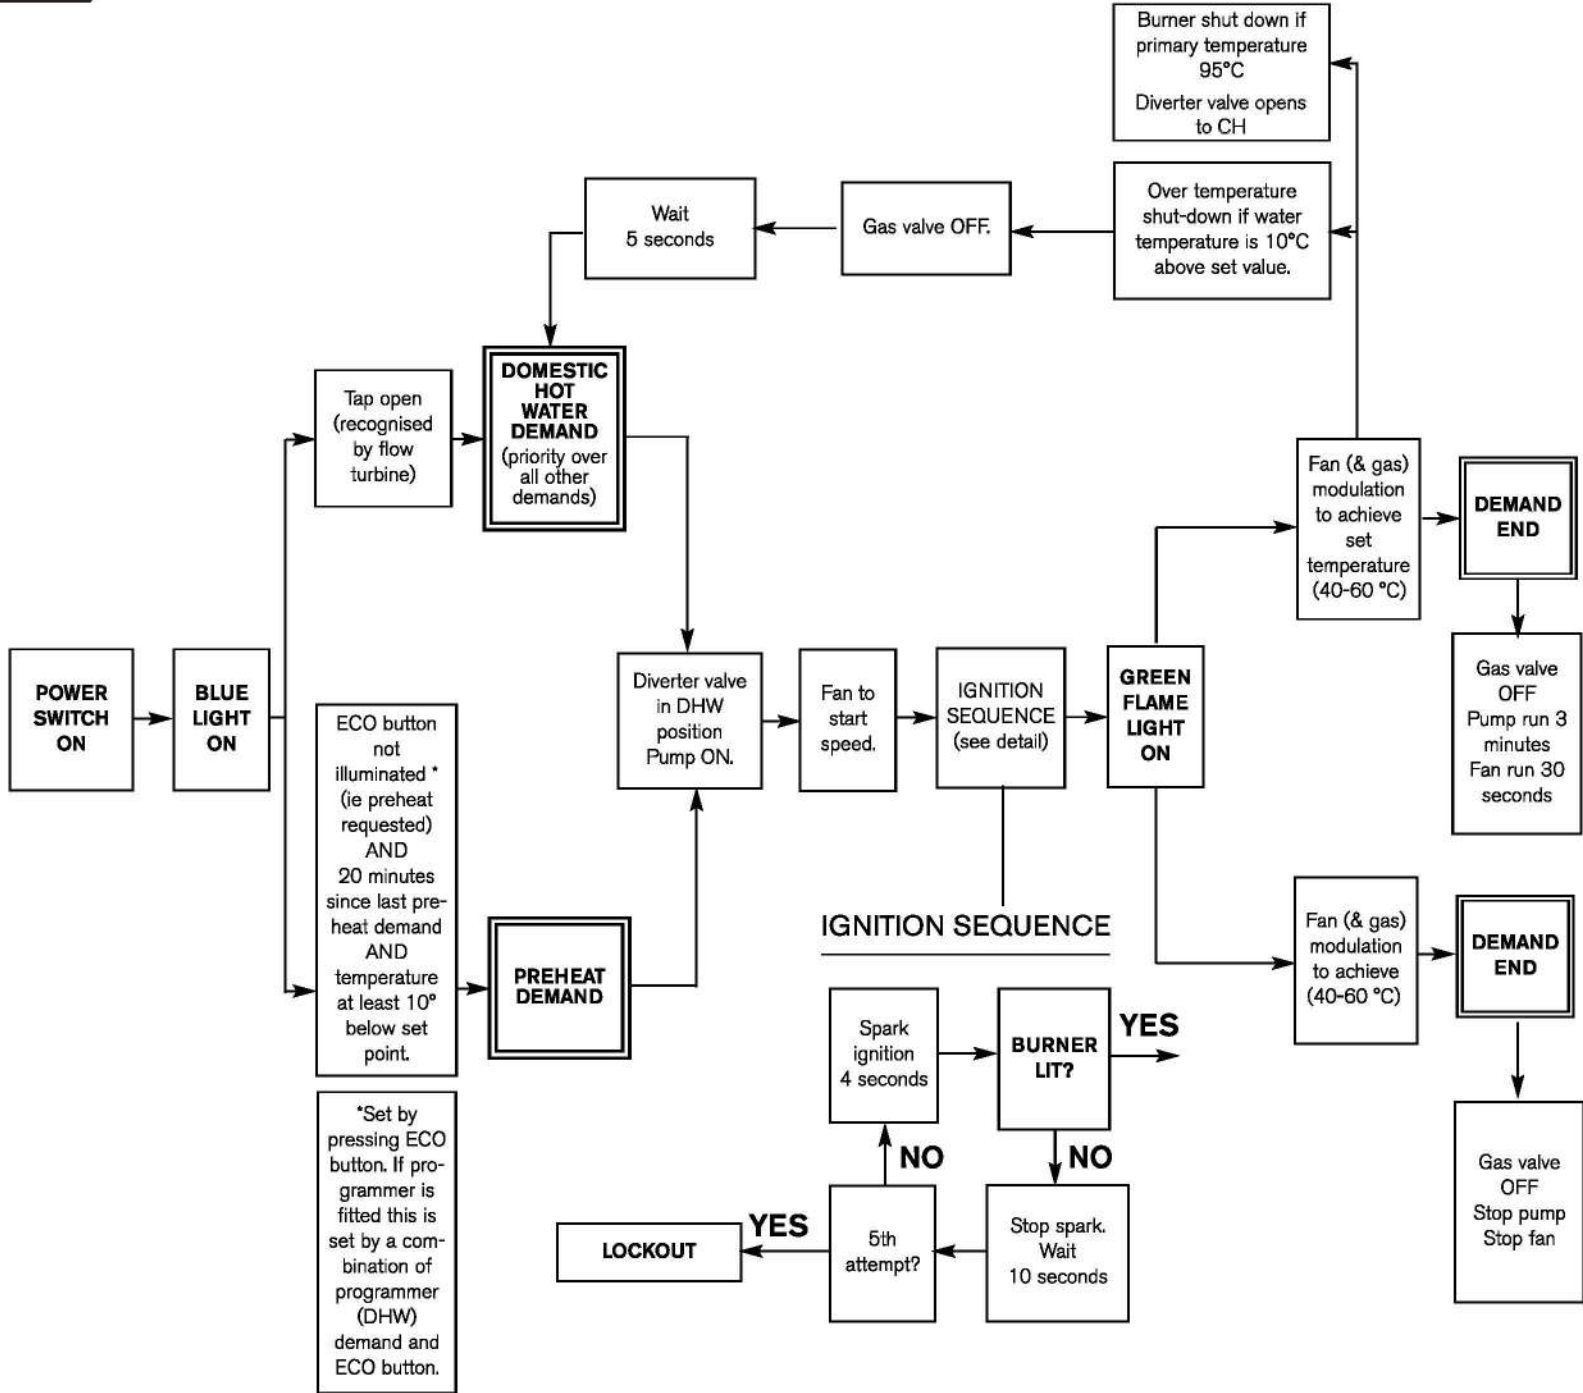 Burner shut down if
primary temperature
95°C
Diverter valve opens
to CH
Over temperature
shut-down if water
temperature is 10°C
above set value.
Gas valve OFF.
Wait
5 seconds
Tap open
(recognised
by flow
turbine)
DOMESTIC
HOT
WATER
DEMAND
(priority over
all other
demands)
Fan (& gas)
modulation
to achieve
set
temperature
(40-60 °C)
DEMAND
END
POWER
SWITCH
ON
BLUE
LIGHT
ON
ECO button
not
illuminated *
(ie preheat
requested)
AND
20 minutes
since last pre-
heat demand
AND
temperature
at least 10°
below set
point.
Diverter valve
in DHW
position
Pump ON.
Fan to
start
speed.
IGNITION
SEQUENCE
(see detail)
GREEN
FLAME
LIGHT
ON
Gas valve
OFF
Pump run 3
minutes
Fan run 30
seconds
PREHEAT
DEMAND
IGNITION SEQUENCE
Fan (& gas)
modulation
to achieve
(40-60 °C)
DEMAND
END
Spark
ignition
4 seconds
BURNER
LIT?
YES
NO
NO
*Set by
pressing ECO
button. If pro-
grammer is
fitted this is
set by a com-
bination of
programmer
(DHW)
demand and
ECO button.
LOCKOUT
YES
5th
attempt?
Stop spark.
Wait
10 seconds
Gas valve
OFF
Stop pump
Stop fan